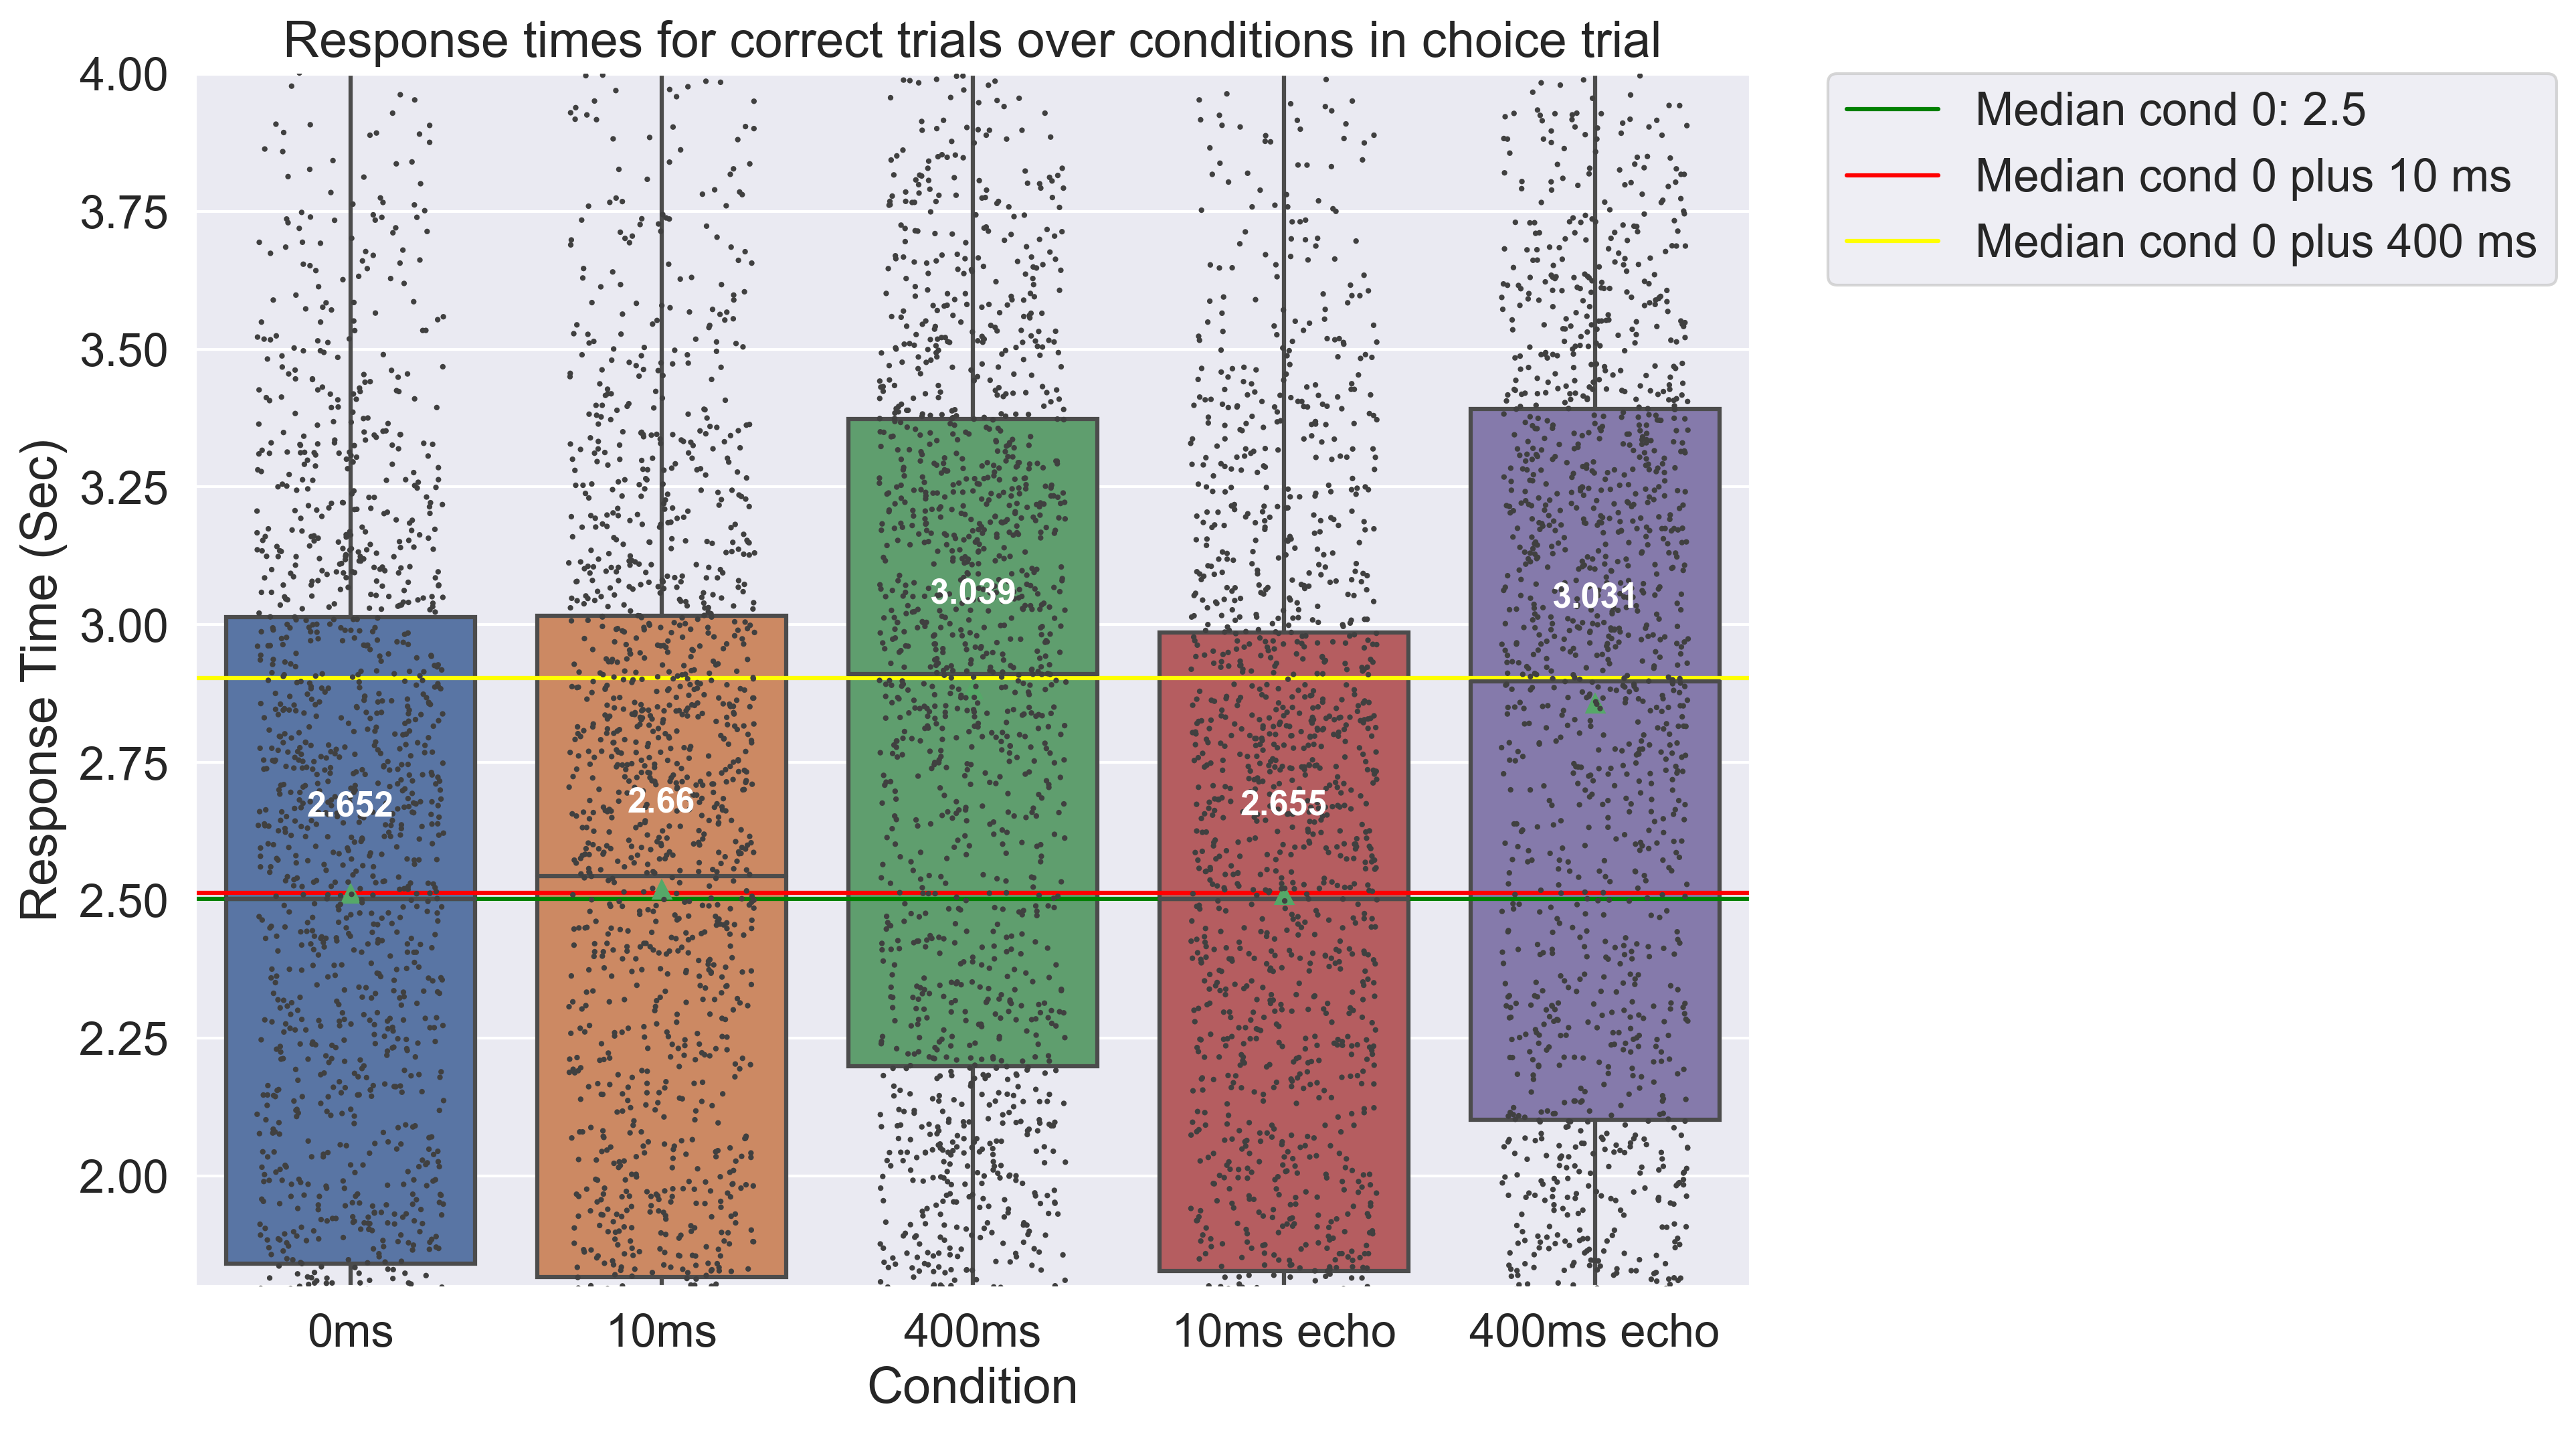 Response times for correct trials over conditions in choice trial
4.00
3.75
3.50
3.25
3.00
2.75
2.50
2.25
2.00
Response Time (Sec)
2.652
2.66
3.039
2.655
3.031
0ms
10ms
400ms
10ms echo
400ms echo
Condition
Median cond 0: 2.5
Median cond 0 plus 10 ms
Median cond 0 plus 400 ms